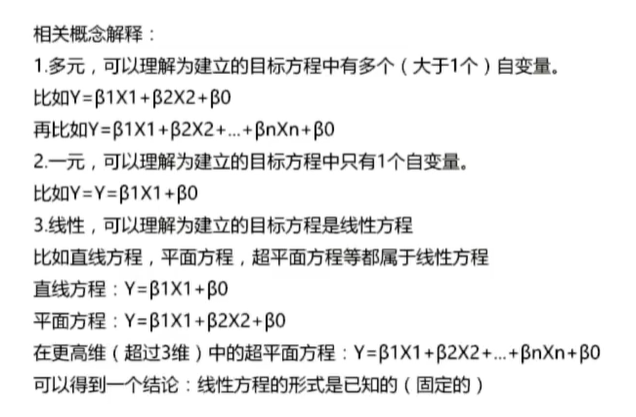 相关概念解释：
1.多元，可以理解为建立的目标方程中有多个（大于1个）自变量。
比如Y=β1X1+β2X2+β0
再比如Y=β1X1+β2X2+...+βnXn+β0
2.一元，可以理解为建立的目标方程中只有1个自变量。
比如Y=Y=β1X1+β0
3.线性，可以理解为建立的目标方程是线性方程
比如直线方程，平面方程，超平面方程等都属于线性方程
直线方程：Y=β1X1+β0
平面方程：Y=β1X1+β2X2+β0
在更高维（超过3维）中的超平面方程：Y=β1X1+β2X2+...+βnXn+β0
可以得到一个结论：线性方程的形式是已知的（固定的）